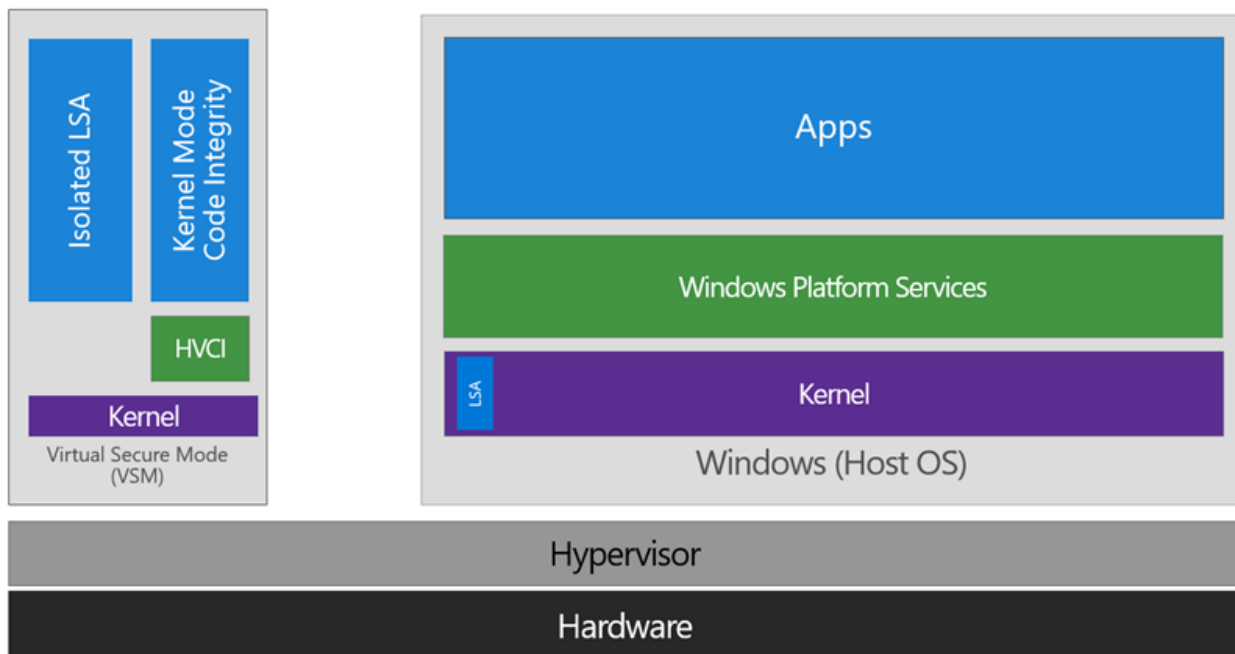 Isolated LSA
Kernel Mode
Code Integrity
HVCI
Kernel
Virtual Secure Mode
(VSM)
Apps
Windows Platform Services
LSA
Kernel
Windows (Host OS)
Hypervisor
Hardware